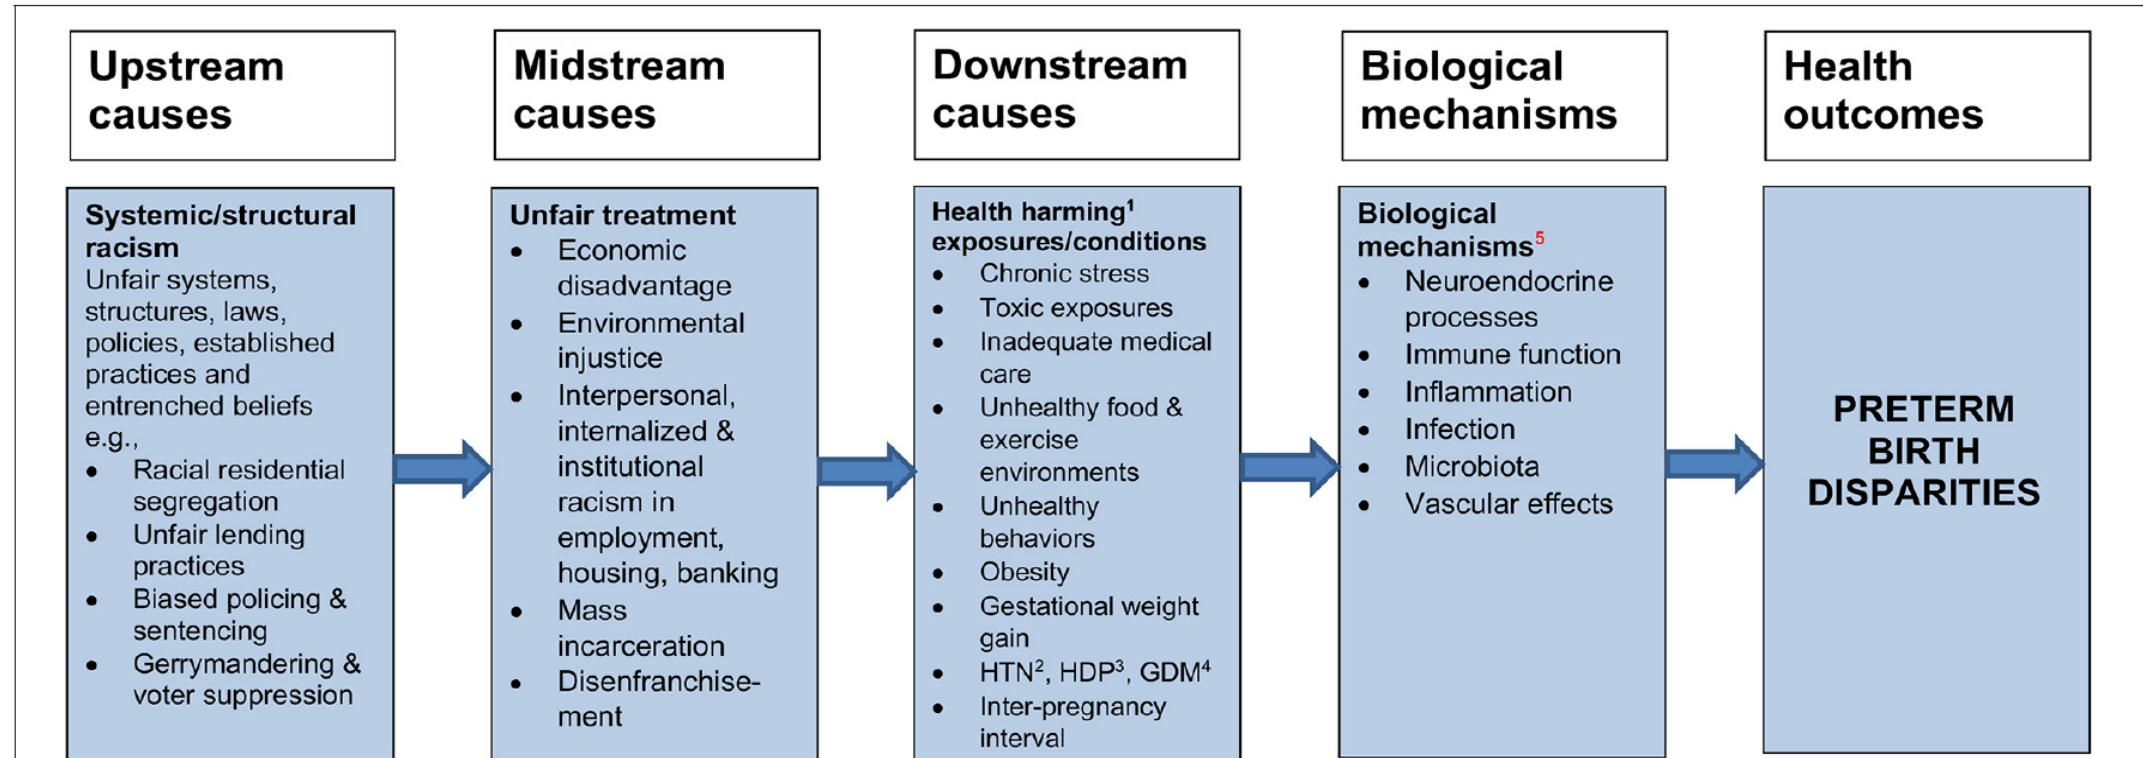 Upstream
causes
Midstream
causes
Downstream
causes
Biological
mechanisms
Health
outcomes
Systemic/structural
racism
Unfair systems,
structures, laws,
policies, established
practices and
entrenched beliefs
e.g.,
• Racial residential
segregation
• Unfair lending
practices
• Biased policing &
sentencing
• Gerrymandering &
voter suppression
Unfair treatment
• Economic
disadvantage
• Environmental
injustice
• Interpersonal,
internalized &
institutional
racism in
employment,
housing, banking
• Mass
incarceration
• Disenfranchise-
ment
Health harming¹
exposures/conditions
• Chronic stress
• Toxic exposures
• Inadequate medical
care
• Unhealthy food &
exercise
environments
• Unhealthy
behaviors
• Obesity
• Gestational weight
gain
• HTN², HDP³, GDM⁴
• Inter-pregnancy
interval
Biological
mechanisms⁵
• Neuroendocrine
processes
• Immune function
• Inflammation
• Infection
• Microbiota
• Vascular effects
PRETERM
BIRTH
DISPARITIES